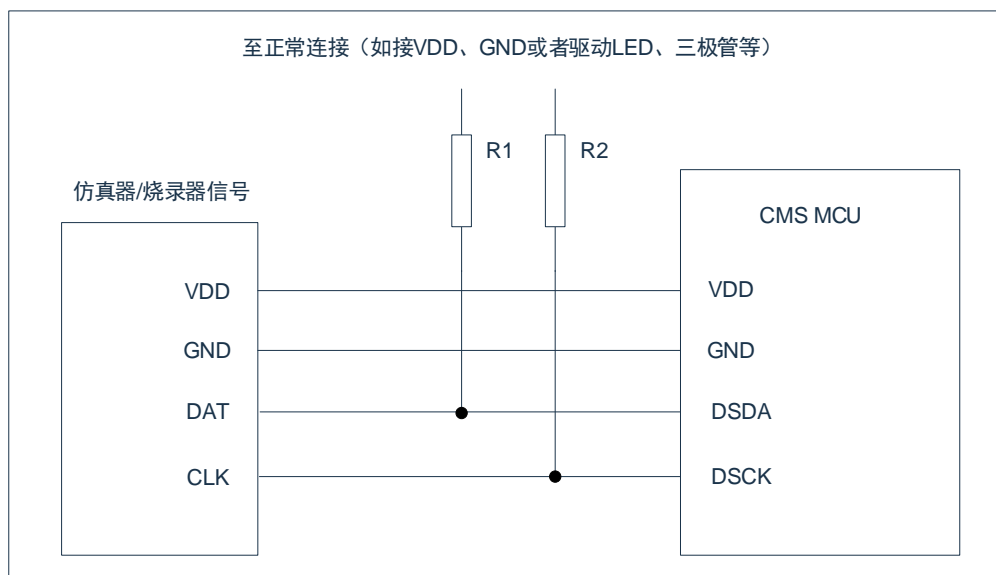 至正常连接（如接VDD、GND或者驱动LED、三极管等）
R1
R2
仿真器/烧录器信号
CMS MCU
VDD
VDD
GND
GND
DAT
DSDA
CLK
DSCK